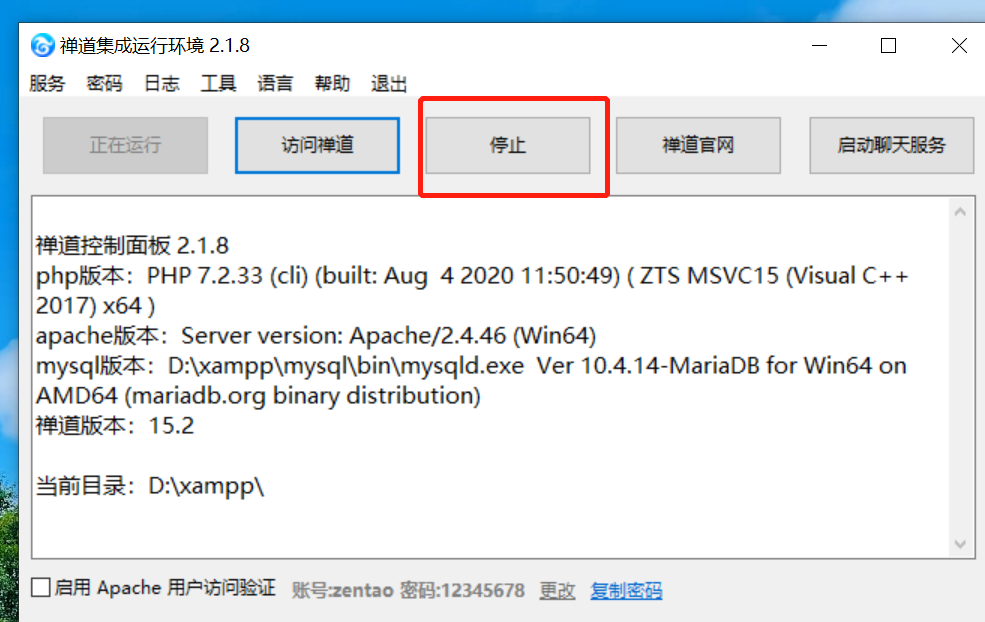 禅道集成运行环境 2.1.8
服务 密码 日志 工具 语言 帮助 退出
正在运行 访问禅道 停止 禅道官网 启动聊天服务
禅道控制面板 2.1.8
php版本：PHP 7.2.33 (cli) (built: Aug  4 2020 11:50:49) ( ZTS MSVC15 (Visual C++
2017) x64 )
apache版本：Server version: Apache/2.4.46 (Win64)
mysql版本：D:\xampp\mysql\bin\mysqld.exe  Ver 10.4.14-MariaDB for Win64 on
AMD64 (mariadb.org binary distribution)
禅道版本：15.2
当前目录：D:\xampp\
启用 Apache 用户访问验证 账号:zentao 密码:12345678 更改 复制密码